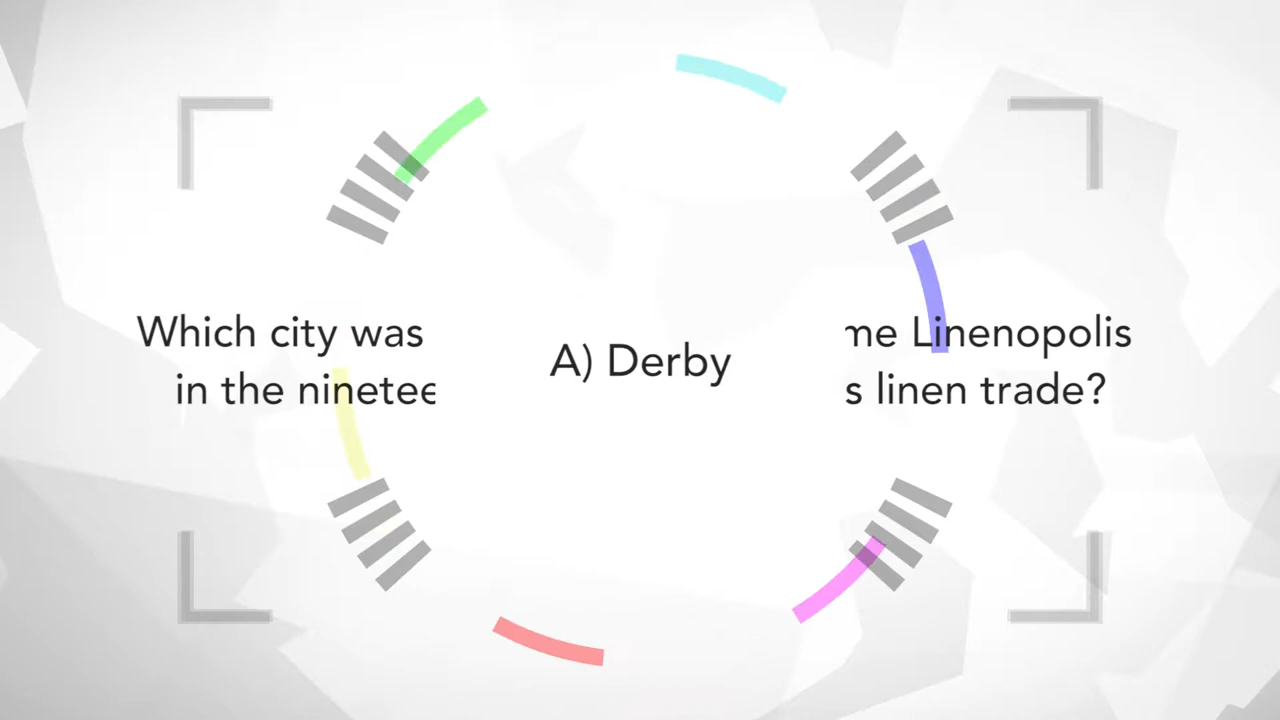 Which city was me Linenopolis
A) Derby
in the ninetee s linen trade?